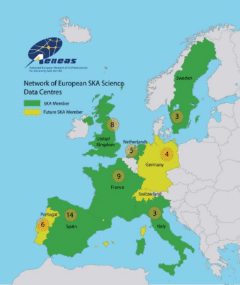 aeneas
Network of European SKA Science
Data Centres
SKA Member
Future SKA Member
Sweden
3
8
United
Kingdom
Netherlands
3
4
Germany
9
France
Portugal
6
14
Spain
3
Italy